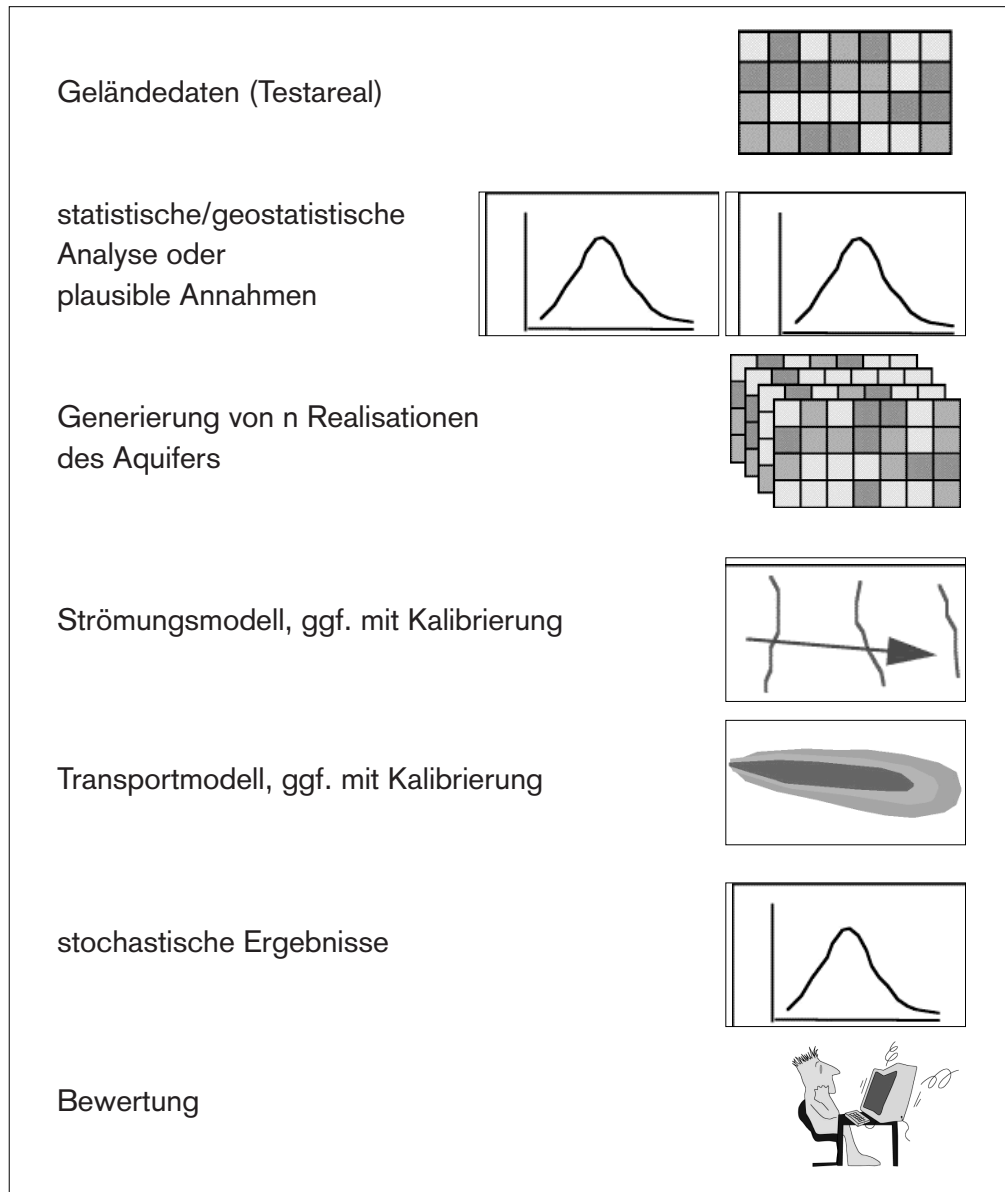 Geländedaten (Testareal)
statistische/geostatistische
Analyse oder
plausible Annahmen
Generierung von n Realisationen
des Aquifers
Strömungsmodell, ggf. mit Kalibrierung
Transportmodell, ggf. mit Kalibrierung
stochastische Ergebnisse
Bewertung